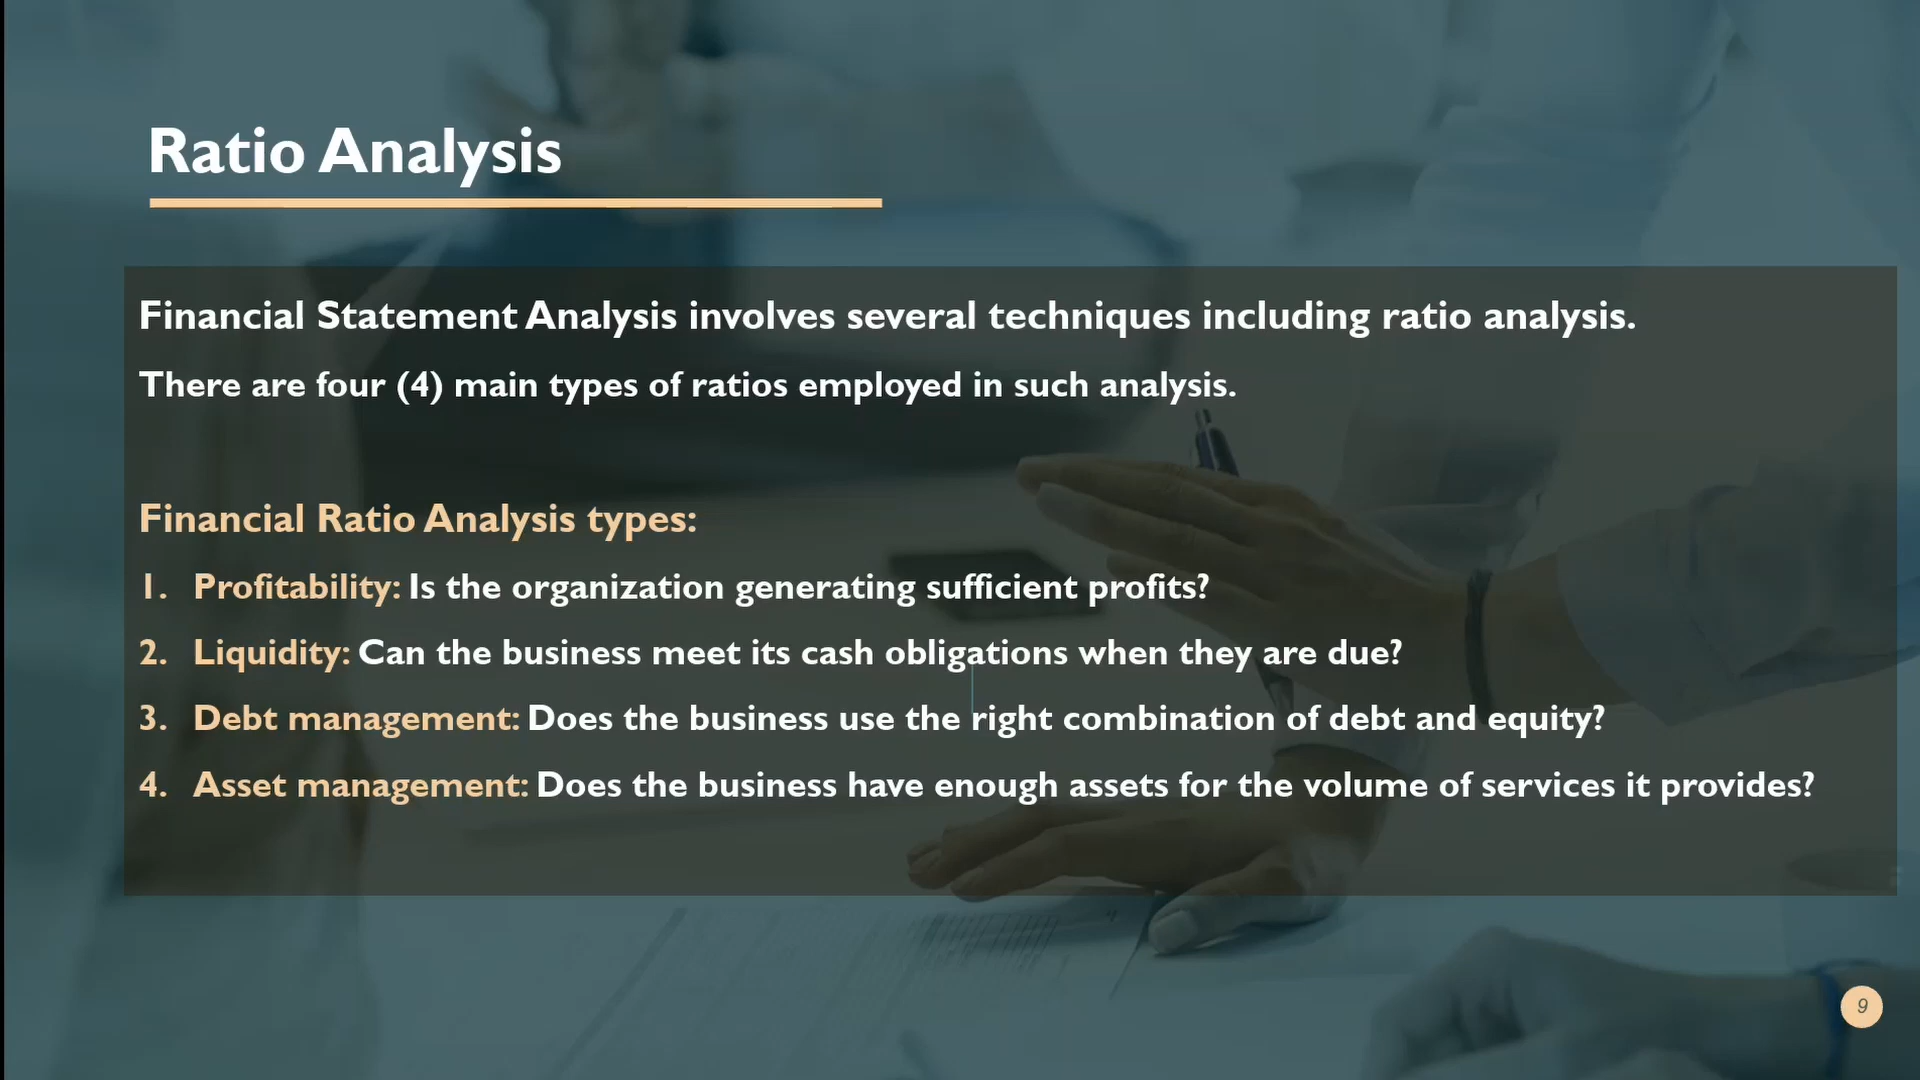 Ratio Analysis
Financial Statement Analysis involves several techniques including ratio analysis.
There are four (4) main types of ratios employed in such analysis.
Financial Ratio Analysis types:
1. Profitability: Is the organization generating sufficient profits?
2. Liquidity: Can the business meet its cash obligations when they are due?
3. Debt management: Does the business use the right combination of debt and equity?
4. Asset management: Does the business have enough assets for the volume of services it provides?
9